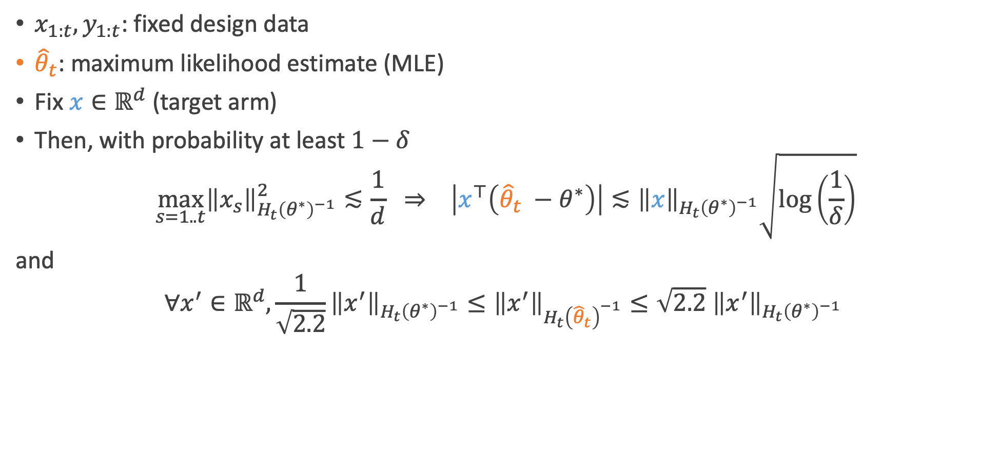 • $x_{1:t}, y_{1:t}$: fixed design data
• $\hat{\theta}_t$: maximum likelihood estimate (MLE)
• Fix $x \in \mathbb{R}^d$ (target arm)
• Then, with probability at least $1 - \delta$
$\max_{s=1..t} \|x_s\|^2_{H_t(\theta^*)^{-1}} \lesssim \frac{1}{d} \Rightarrow |x^\top(\hat{\theta}_t - \theta^*)| \lesssim \|x\|_{H_t(\theta^*)^{-1}} \sqrt{\log\left(\frac{1}{\delta}\right)}$
and
$\forall x' \in \mathbb{R}^d, \frac{1}{\sqrt{2.2}} \|x'\|_{H_t(\theta^*)^{-1}} \leq \|x'\|_{H_t(\hat{\theta}_t)^{-1}} \leq \sqrt{2.2} \|x'\|_{H_t(\theta^*)^{-1}}$